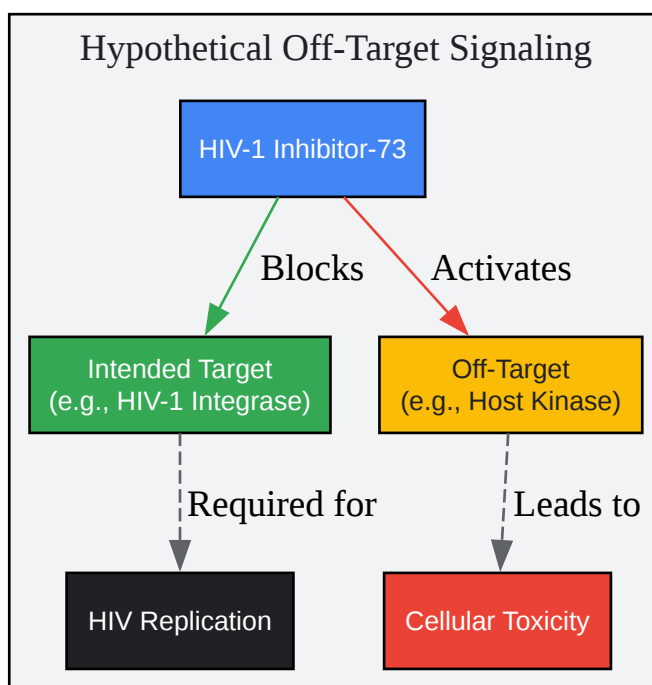 Hypothetical Off-Target Signaling
HIV-1 Inhibitor-73
Blocks
Activates
Intended Target
(e.g., HIV-1 Integrase)
Off-Target
(e.g., Host Kinase)
Required for
Leads to
HIV Replication
Cellular Toxicity